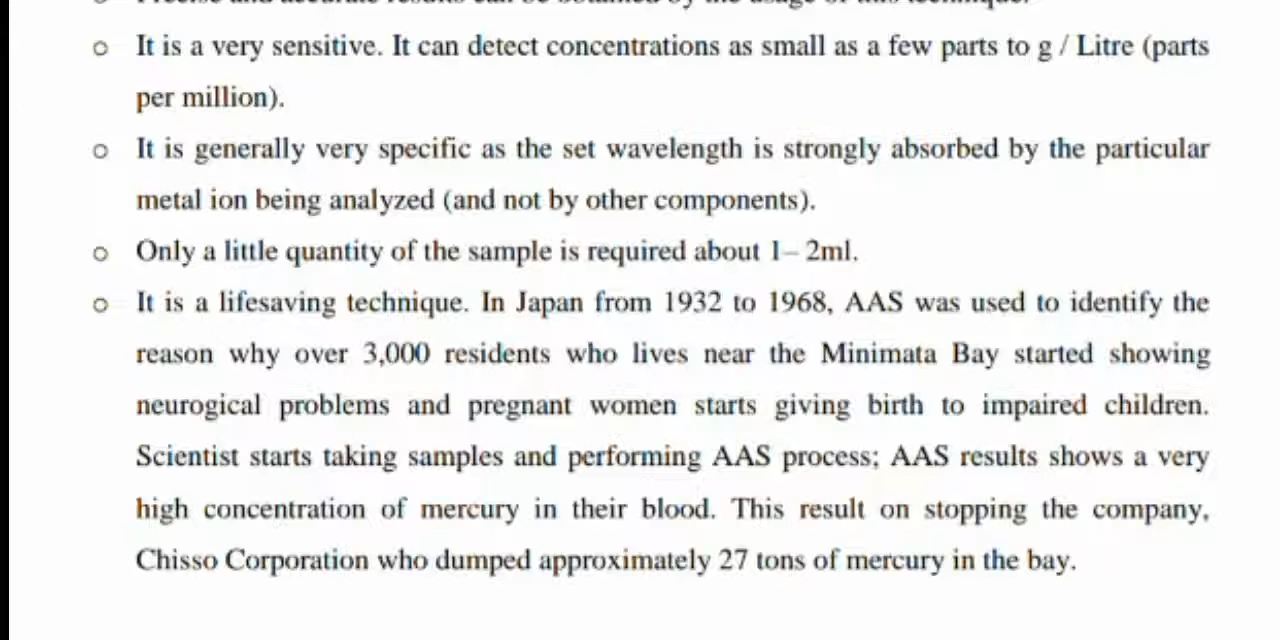 o It is a very sensitive. It can detect concentrations as small as a few parts to g / Litre (parts
per million).
o It is generally very specific as the set wavelength is strongly absorbed by the particular
metal ion being analyzed (and not by other components).
o Only a little quantity of the sample is required about 1– 2ml.
o It is a lifesaving technique. In Japan from 1932 to 1968, AAS was used to identify the
reason why over 3,000 residents who lives near the Minimata Bay started showing
neurogical problems and pregnant women starts giving birth to impaired children.
Scientist starts taking samples and performing AAS process; AAS results shows a very
high concentration of mercury in their blood. This result on stopping the company,
Chisso Corporation who dumped approximately 27 tons of mercury in the bay.